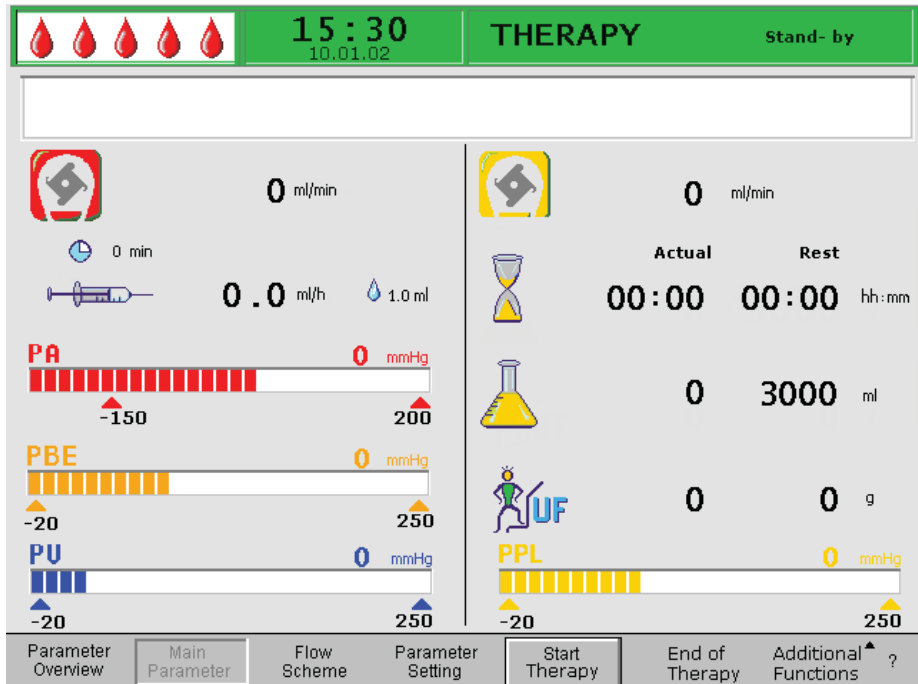 15:30
10.01.02
THERAPY
Stand- by
0 ml/min
0 min
0.0 ml/h 1.0 ml
PA 0 mmHg
-150 200
PBE 0 mmHg
-20 250
PV 0 mmHg
-20 250
0 ml/min
Actual Rest
00:00 00:00 hh:mm
0 3000 ml
UF 0 0 g
PPL 0 mmHg
-20 250
Parameter Overview
Main Parameter
Flow Scheme
Parameter Setting
Start Therapy
End of Therapy
Additional Functions
?